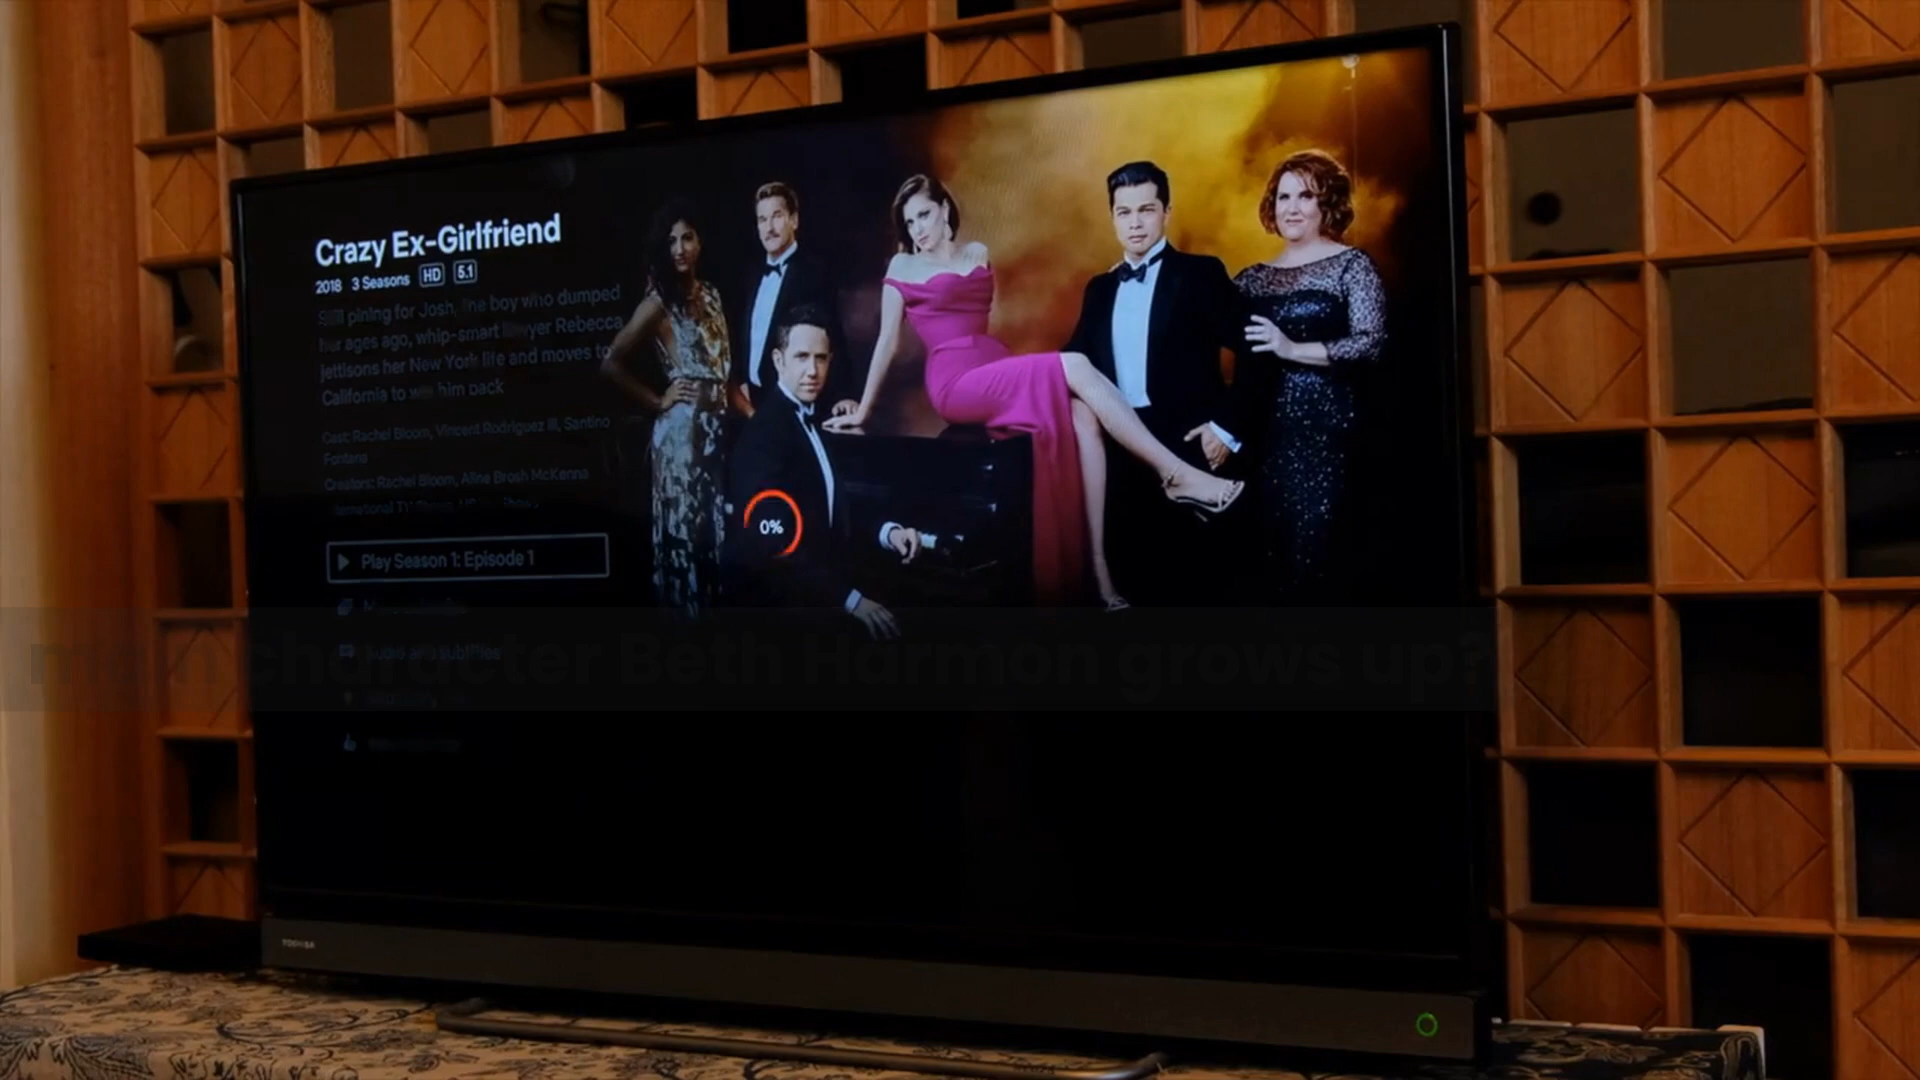 Crazy Ex-Girlfriend
2018 3 Seasons HD 5.1
pining for Josh, the boy who dumped
her ages ago, whip-smart lawyer Rebecca
jettisons her New York life and moves to
California to win him back
Cast: Rachel Bloom, Vincent Rodriguez III, Santino
Fontana
Creators: Rachel Bloom, Aline Brosh McKenna
0%
Play Season 1: Episode 1
character Beth Harmon grows up?
TOSHIBA